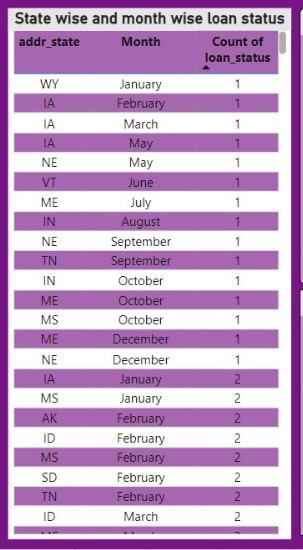 State wise and month wise loan status
addr_state Month Count of
loan_status
WY January 1
IA February 1
IA March 1
IA May 1
NE May 1
VT June 1
ME July 1
IN August 1
NE September 1
TN September 1
IN October 1
ME October 1
MS October 1
ME December 1
NE December 1
IA January 2
MS January 2
AK February 2
ID February 2
MS February 2
SD February 2
TN February 2
ID March 2